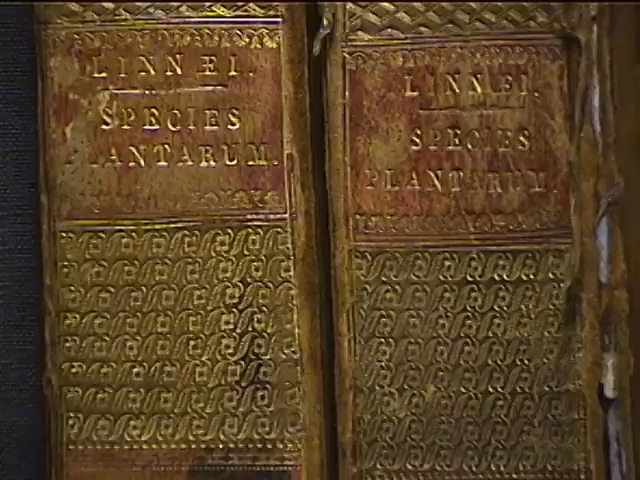 LINNÆI.
SPECIES
PLANTARUM.
LINNÆI.
SPECIES
PLANTARUM.